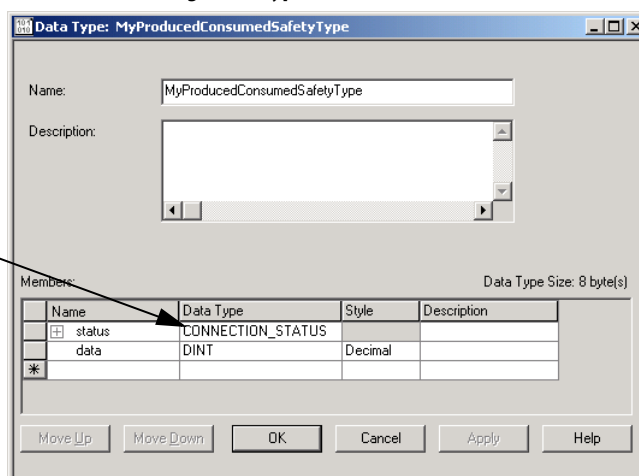 Data Type: MyProducedConsumedSafetyType
Name: MyProducedConsumedSafetyType
Description:
Members: Data Type Size: 8 byte(s)
Name Data Type Style Description
status CONNECTION_STATUS
data DINT Decimal
Move Up Move Down OK Cancel Apply Help